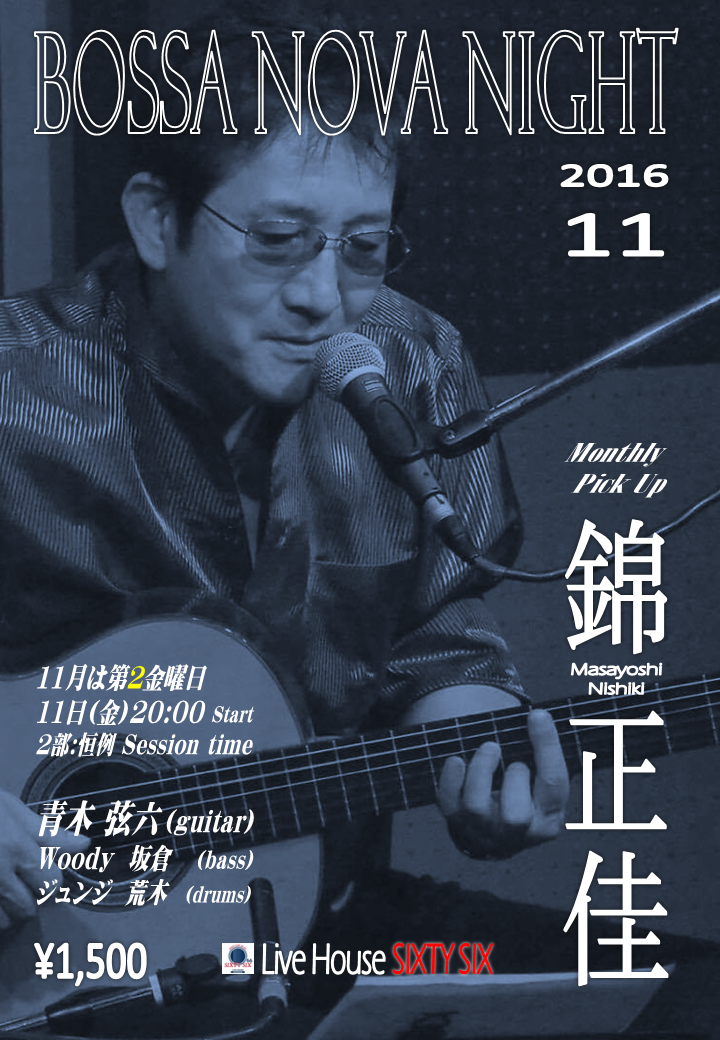 BOSSA NOVA NIGHT
2016
11
Monthly
Pick Up
錦
Masayoshi
Nishiki
正
佳
11月は第2金曜日
11日(金)20:00 Start
2部:恒例 Session time
青木 弦六(guitar)
Woody 坂倉 (bass)
ジュンジ 荒木 (drums)
¥1,500
SIXTY SIX
Live House SIXTY SIX